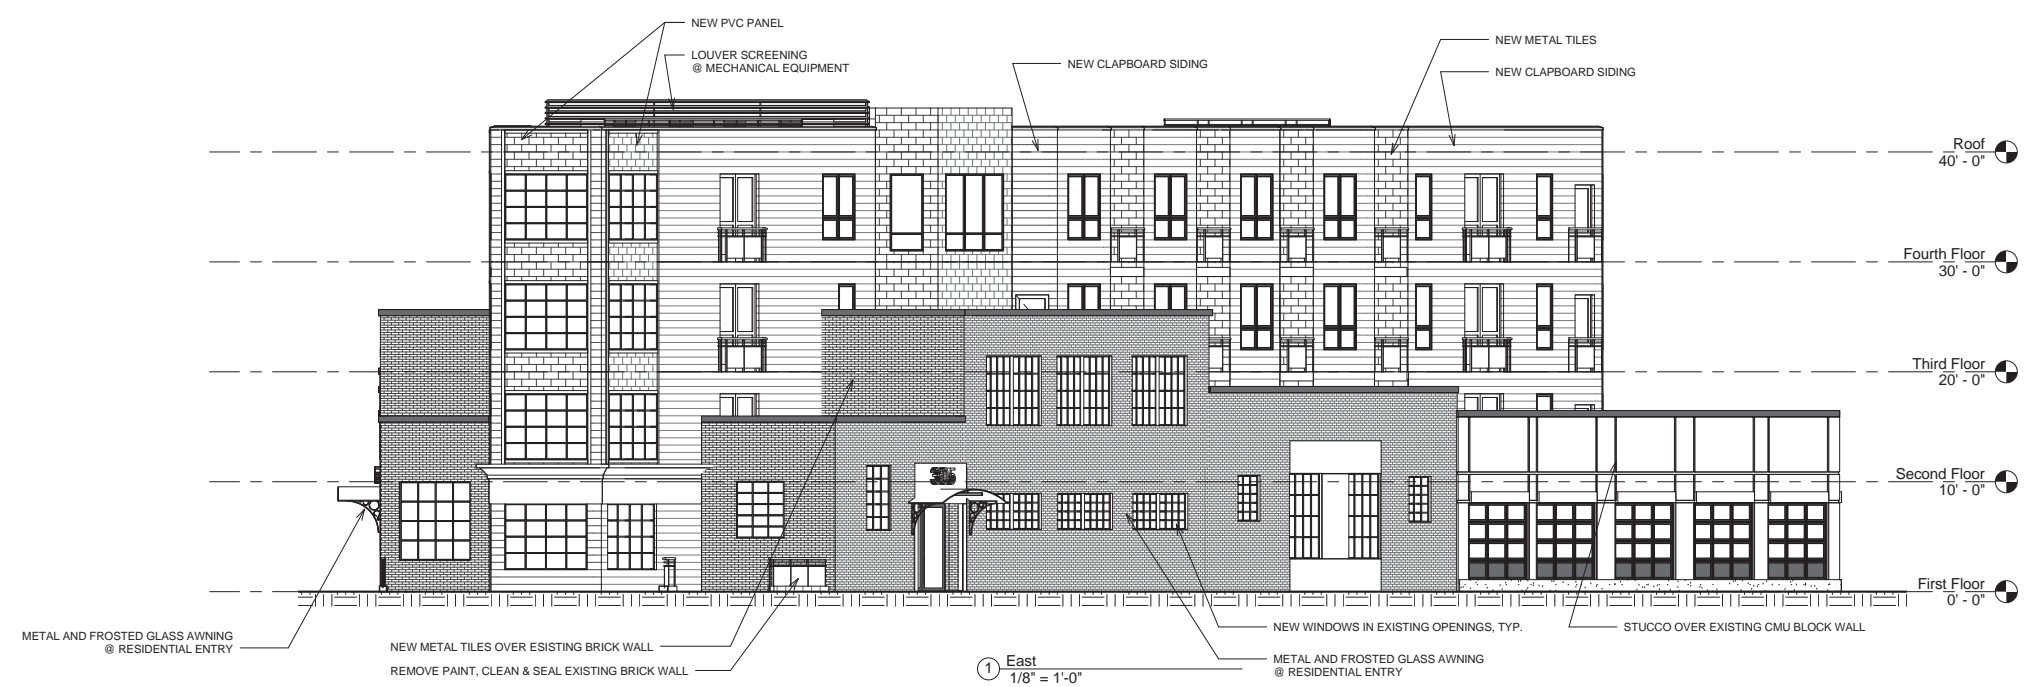 NEW PVC PANEL
LOUVER SCREENING
@ MECHANICAL EQUIPMENT
NEW CLAPBOARD SIDING
NEW METAL TILES
NEW CLAPBOARD SIDING
Roof
40' - 0"
Fourth Floor
30' - 0"
Third Floor
20' - 0"
Second Floor
10' - 0"
First Floor
0' - 0"
METAL AND FROSTED GLASS AWNING
@ RESIDENTIAL ENTRY
NEW METAL TILES OVER ESISTING BRICK WALL
REMOVE PAINT, CLEAN & SEAL EXISTING BRICK WALL
1 East
1/8" = 1'-0"
NEW WINDOWS IN EXISTING OPENINGS, TYP.
METAL AND FROSTED GLASS AWNING
@ RESIDENTIAL ENTRY
STUCCO OVER EXISTING CMU BLOCK WALL